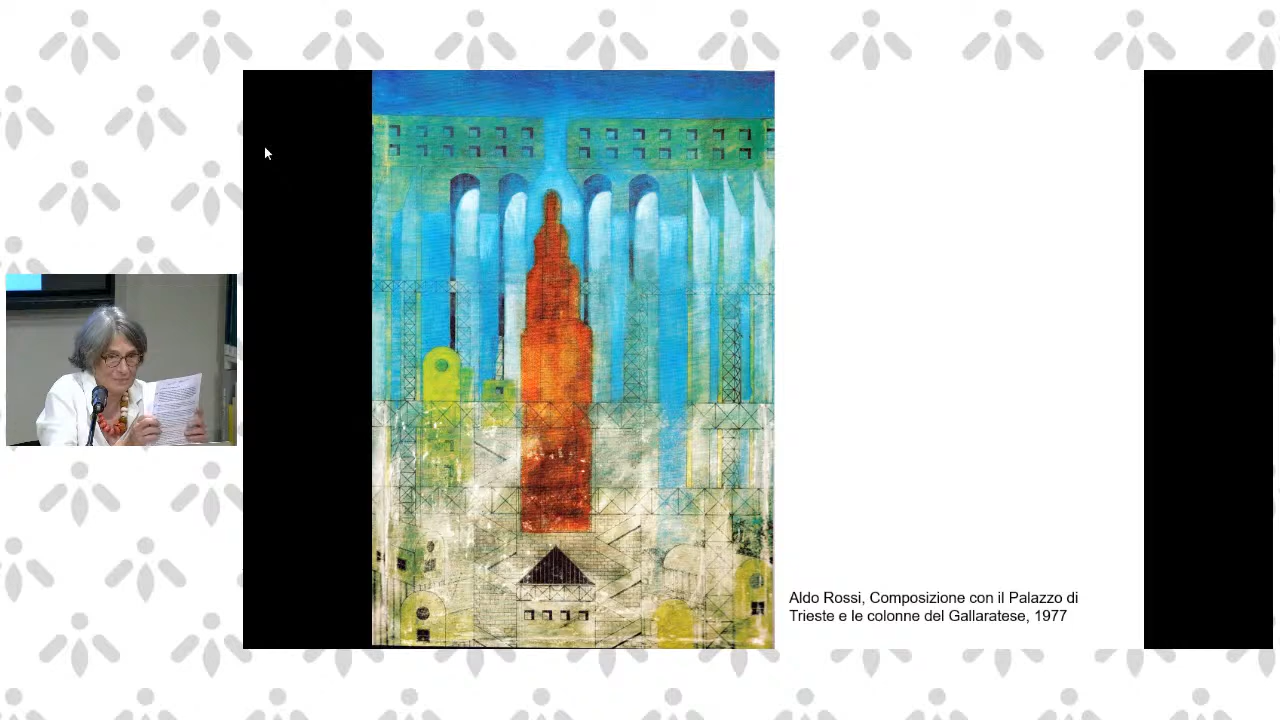 Aldo Rossi, Composizione con il Palazzo di
Trieste e le colonne del Gallaratese, 1977